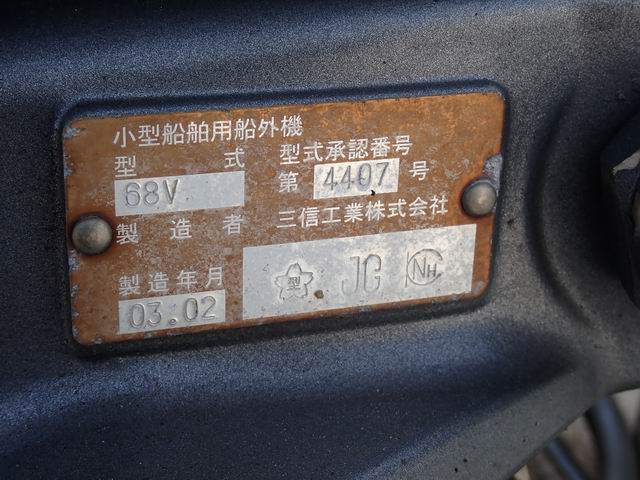 小型船舶用船外機
型式 型式承認番号
68V 第 4407 号
製造者 三信工業株式会社
製造年月
03.02
型 JG NH